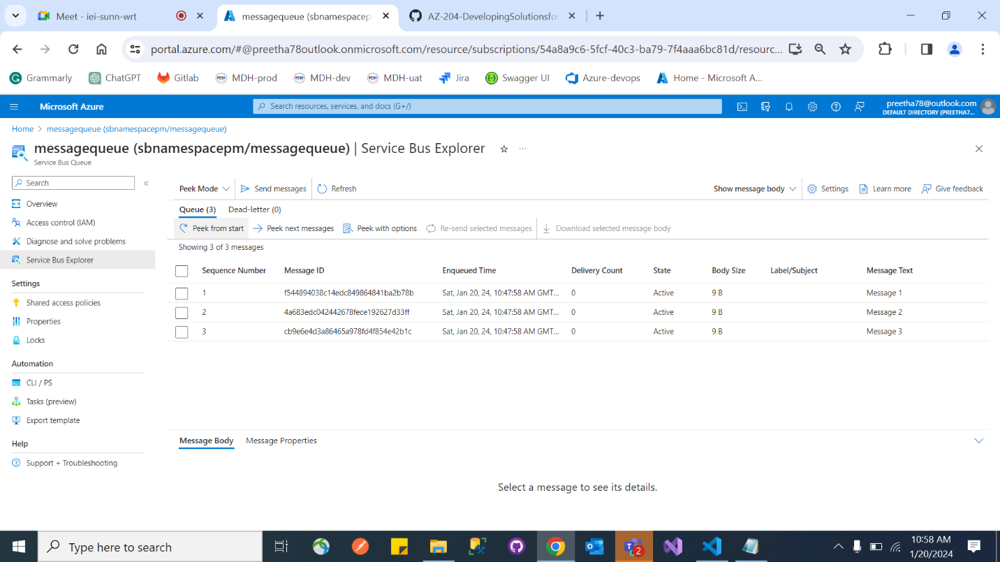 Meet - iei-sunn-wrt
messagequeue (sbnamespacep
AZ-204-DevelopingSolutionsfo
portal.azure.com/#@preetha78outlook.onmicrosoft.com/resource/subscriptions/54a8a9c6-5fcf-40c3-ba79-7f4aaa6bc81d/resourc...
Grammarly
ChatGPT
Gitlab
MDH-prod
MDH-dev
MDH-uat
Jira
Swagger UI
Azure-devops
Home - Microsoft A...
Microsoft Azure
Search resources, services, and docs (G+/)
preetha78@outlook.com
DEFAULT DIRECTORY (PREETHA7...
Home > messagequeue (sbnamespacepm/messagequeue)
messagequeue (sbnamespacepm/messagequeue) | Service Bus Explorer
Service Bus Queue
Search
Overview
Access control (IAM)
Diagnose and solve problems
Service Bus Explorer
Settings
Shared access policies
Properties
Locks
Automation
CLI / PS
Tasks (preview)
Export template
Help
Support + Troubleshooting
Peek Mode
Send messages
Refresh
Show message body
Settings
Learn more
Give feedback
Queue (3)
Dead-letter (0)
Peek from start
Peek next messages
Peek with options
Re-send selected messages
Download selected message body
Showing 3 of 3 messages
Sequence Number Message ID Enqueued Time Delivery Count State Body Size Label/Subject Message Text
1 f544894038c14edc849864841ba2b78b Sat, Jan 20, 24, 10:47:58 AM GMT... 0 Active 9 B Message 1
2 4a683edc042442678fece192627d33ff Sat, Jan 20, 24, 10:47:58 AM GMT... 0 Active 9 B Message 2
3 cb9e6e4d3a86465a978fd4f854e42b1c Sat, Jan 20, 24, 10:47:58 AM GMT... 0 Active 9 B Message 3
Message Body
Message Properties
Select a message to see its details.
Type here to search
2
10:58 AM
1/20/2024